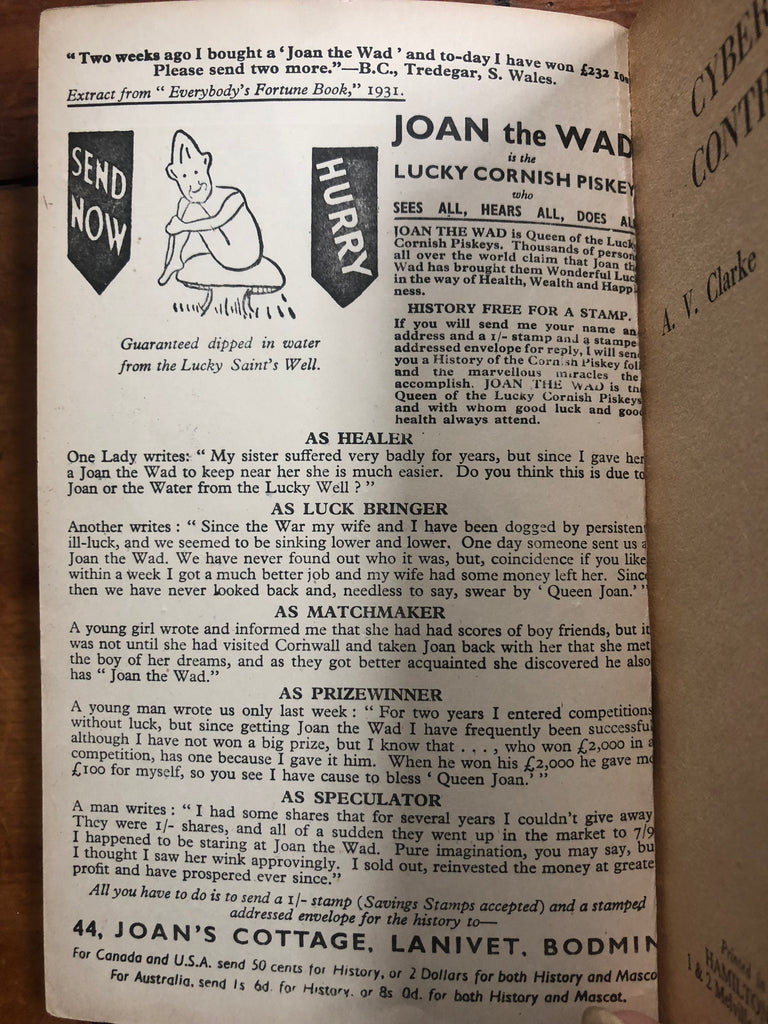 "Two weeks ago I bought a 'Joan the Wad' and to-day I have won £232 10s
Please send two more."—B.C., Tredegar, S. Wales.
Extract from "Everybody's Fortune Book," 1931.
SEND
NOW
HURRY
Guaranteed dipped in water
from the Lucky Saint's Well.
JOAN the WAD
is the
LUCKY CORNISH PISKEY
who
SEES ALL, HEARS ALL, DOES AL
JOAN THE WAD is Queen of the Luck
Cornish Piskeys. Thousands of person
all over the world claim that Joan th
Wad has brought them Wonderful Luc
in the way of Health, Wealth and Happ
ness.
HISTORY FREE FOR A STAMP.
If you will send me your name an
address and a 1/- stamp and a stampe
addressed envelope for reply, I will sen
you a History of the Cornish Piskey fol
and the marvellous miracles the
accomplish. JOAN THE WAD is th
Queen of the Lucky Cornish Piskeys
and with whom good luck and good
health always attend.
AS HEALER
One Lady writes: " My sister suffered very badly for years, but since I gave her
a Joan the Wad to keep near her she is much easier. Do you think this is due to
Joan or the Water from the Lucky Well ? "
AS LUCK BRINGER
Another writes : " Since the War my wife and I have been dogged by persisten
ill-luck, and we seemed to be sinking lower and lower. One day someone sent us a
Joan the Wad. We have never found out who it was, but, coincidence if you like
within a week I got a much better job and my wife had some money left her. Sinc
then we have never looked back and, needless to say, swear by ' Queen Joan.' "
AS MATCHMAKER
A young girl wrote and informed me that she had had scores of boy friends, but it
was not until she had visited Cornwall and taken Joan back with her that she met
the boy of her dreams, and as they got better acquainted she discovered he also
has " Joan the Wad."
AS PRIZEWINNER
A young man wrote us only last week : " For two years I entered competitions
without luck, but since getting Joan the Wad I have frequently been successful
although I have not won a big prize, but I know that . . . , who won £2,000 in a
competition, has one because I gave it him. When he won his £2,000 he gave me
£100 for myself, so you see I have cause to bless ' Queen Joan.' "
AS SPECULATOR
A man writes : " I had some shares that for several years I couldn't give away
They were 1/- shares, and all of a sudden they went up in the market to 7/9
I happened to be staring at Joan the Wad. Pure imagination, you may say, bu
I thought I saw her wink approvingly. I sold out, reinvested the money at greate
profit and have prospered ever since."
All you have to do is to send a 1/- stamp (Savings Stamps accepted) and a stamped
addressed envelope for the history to—
44, JOAN'S COTTAGE, LANIVET, BODMIN
For Canada and U.S.A. send 50 cents for History, or 2 Dollars for both History and Masco
For Australia, send 1s 6d. for History, or 8s 0d. for both History and Mascot.
CYBER
CONTR
A. V. Clarke
Printed in
HAMILTO
1 & 2